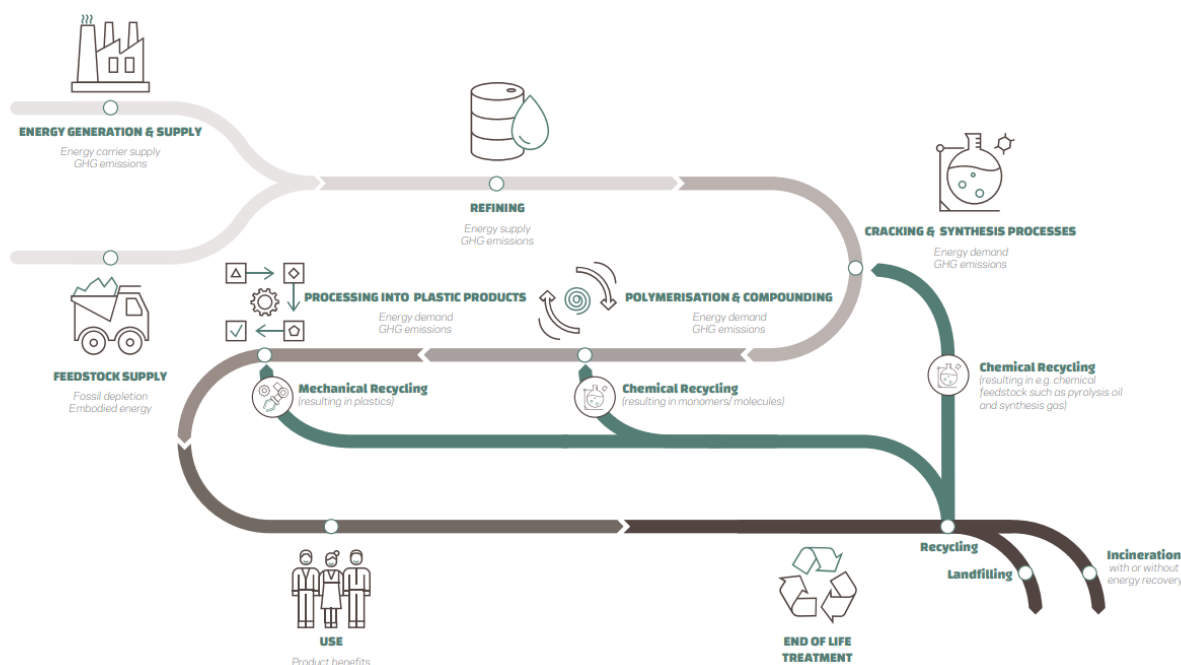 ENERGY GENERATION & SUPPLY
Energy carrier supply
GHG emissions
REFINING
Energy supply
GHG emissions
CRACKING & SYNTHESIS PROCESSES
Energy demand
GHG emissions
PROCESSING INTO PLASTIC PRODUCTS
Energy demand
GHG emissions
POLYMERISATION & COMPOUNDING
Energy demand
GHG emissions
FEEDSTOCK SUPPLY
Fossil depletion
Embodied energy
Mechanical Recycling
(resulting in plastics)
Chemical Recycling
(resulting in monomers/ molecules)
Chemical Recycling
(resulting in e.g. chemical
feedstock such as pyrolysis oil
and synthesis gas)
Recycling
Landfilling
Incineration
with or without
energy recovery
USE
Product benefits
END OF LIFE
TREATMENT